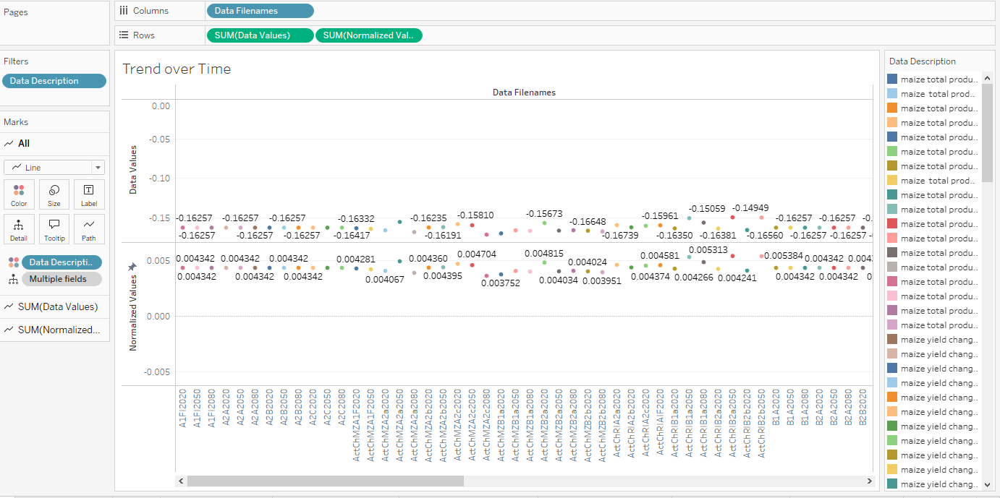 Pages
Columns
Data Filenames
Rows
SUM(Data Values)
SUM(Normalized Val..
Filters
Data Description
Marks
All
Line
Color
Size
Label
Detail
Tooltip
Path
Data Descripti..
Multiple fields
SUM(Data Values)
SUM(Normalized...
Trend over Time
Data Filenames
Data Values
0.00
-0.05
-0.10
-0.15
-0.16257 -0.16257 -0.16257 -0.16332 -0.16235 -0.15810 -0.15673 -0.16648 -0.15961 -0.15059 -0.14949 -0.16257 -0.16257 -0.
-0.16257 -0.16257 -0.16257 -0.16417 -0.16191 -0.16739 -0.16350 -0.16381 -0.16560 -0.16257 -0.16257
Normalized Values
0.005
0.000
-0.005
0.004342 0.004342 0.004342 0.004281 0.004360 0.004704 0.004815 0.004024 0.004581 0.005313 0.005384 0.004342
0.004342 0.004342 0.004342 0.004067 0.004395 0.003752 0.004034 0.003951 0.004374 0.004266 0.004241 0.004342 0.004342
A1FI2020
A1FI2050
A1FI2080
A2A2020
A2A2050
A2A2080
A2B2020
A2B2050
A2B2080
A2C2020
A2C2050
A2C2080
ActChMZA1F2020
ActChMZA1F2050
ActChMZA2a2020
ActChMZA2a2050
ActChMZA2a2080
ActChMZA2b2020
ActChMZA2b2050
ActChMZA2c2020
ActChMZA2c2050
ActChMZA2c2080
ActChMZB1a2020
ActChMZB1a2050
ActChMZB1a2080
ActChMZB2a2020
ActChMZB2a2050
ActChMZB2a2080
ActChMZB2b2020
ActChMZB2b2080
ActChRIA2a2020
ActChRIA2b2020
ActChRIA2c2020
ActChRIAIF2020
ActChRIB1a2020
ActChRIB1a2050
ActChRIB1a2080
ActChRIB2a2020
ActChRIB2a2050
ActChRIB2b2020
ActChRIB2b2050
B1A2020
B1A2050
B1A2080
B2A2020
B2A2050
B2A2080
B2B2020
Data Description
maize total produ..
maize total prod..
maize total produ..
maize total produ..
maize total produ..
maize total produ..
maize total produ..
maize total prod..
maize total produ..
maize total produ..
maize total produ..
maize total produ..
maize total produ..
maize total produ..
maize total produ..
maize total produ..
maize total produ..
maize total produ..
maize yield chang..
maize yield chang..
maize yield chang..
maize yield chang..
maize yield chang..
maize yield chang..
maize yield chang..
maize yield chang..
maize yield chang..
maize yield chang..
maize yield chang..